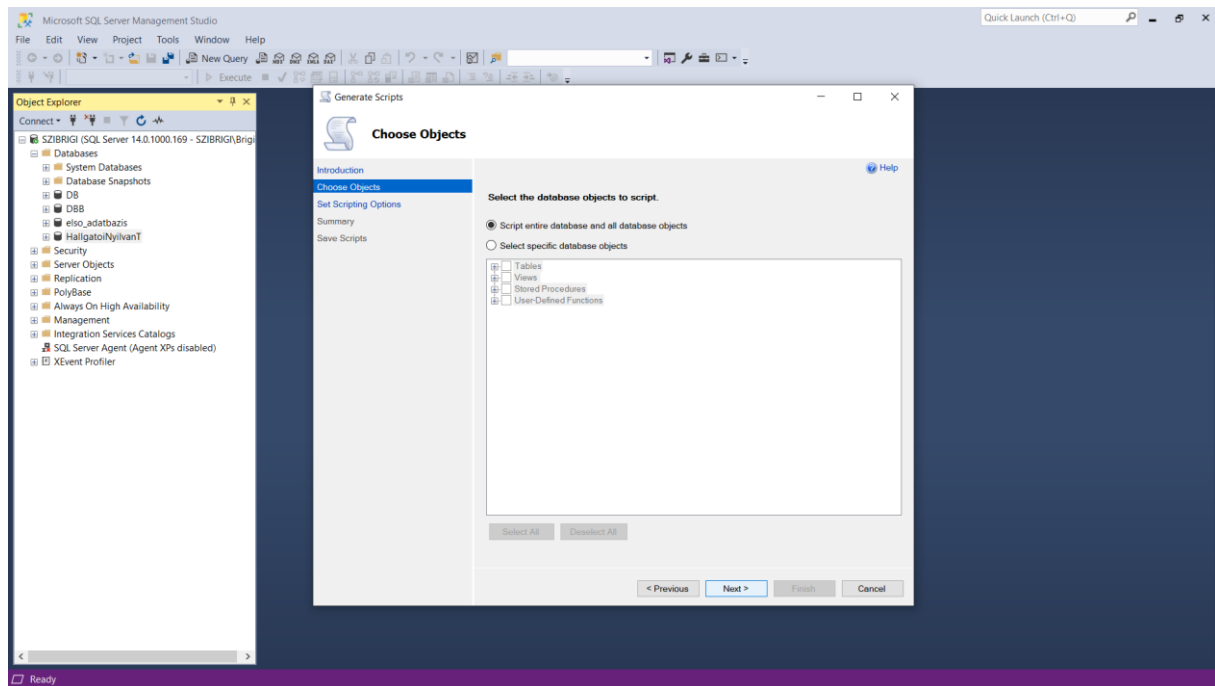 Microsoft SQL Server Management Studio
Quick Launch (Ctrl+Q)
File Edit View Project Tools Window Help
New Query
Execute
Object Explorer
Connect
SZIBRIGI (SQL Server 14.0.1000.169 - SZIBRIGI\Brigi
Databases
System Databases
Database Snapshots
DB
DBB
elso_adatbazis
HallgatoiNyilvanT
Security
Server Objects
Replication
PolyBase
Always On High Availability
Management
Integration Services Catalogs
SQL Server Agent (Agent XPs disabled)
XEvent Profiler
Generate Scripts
Choose Objects
Introduction
Choose Objects
Set Scripting Options
Summary
Save Scripts
Help
Select the database objects to script.
Script entire database and all database objects
Select specific database objects
Tables
Views
Stored Procedures
User-Defined Functions
Select All Deselect All
< Previous Next > Finish Cancel
Ready